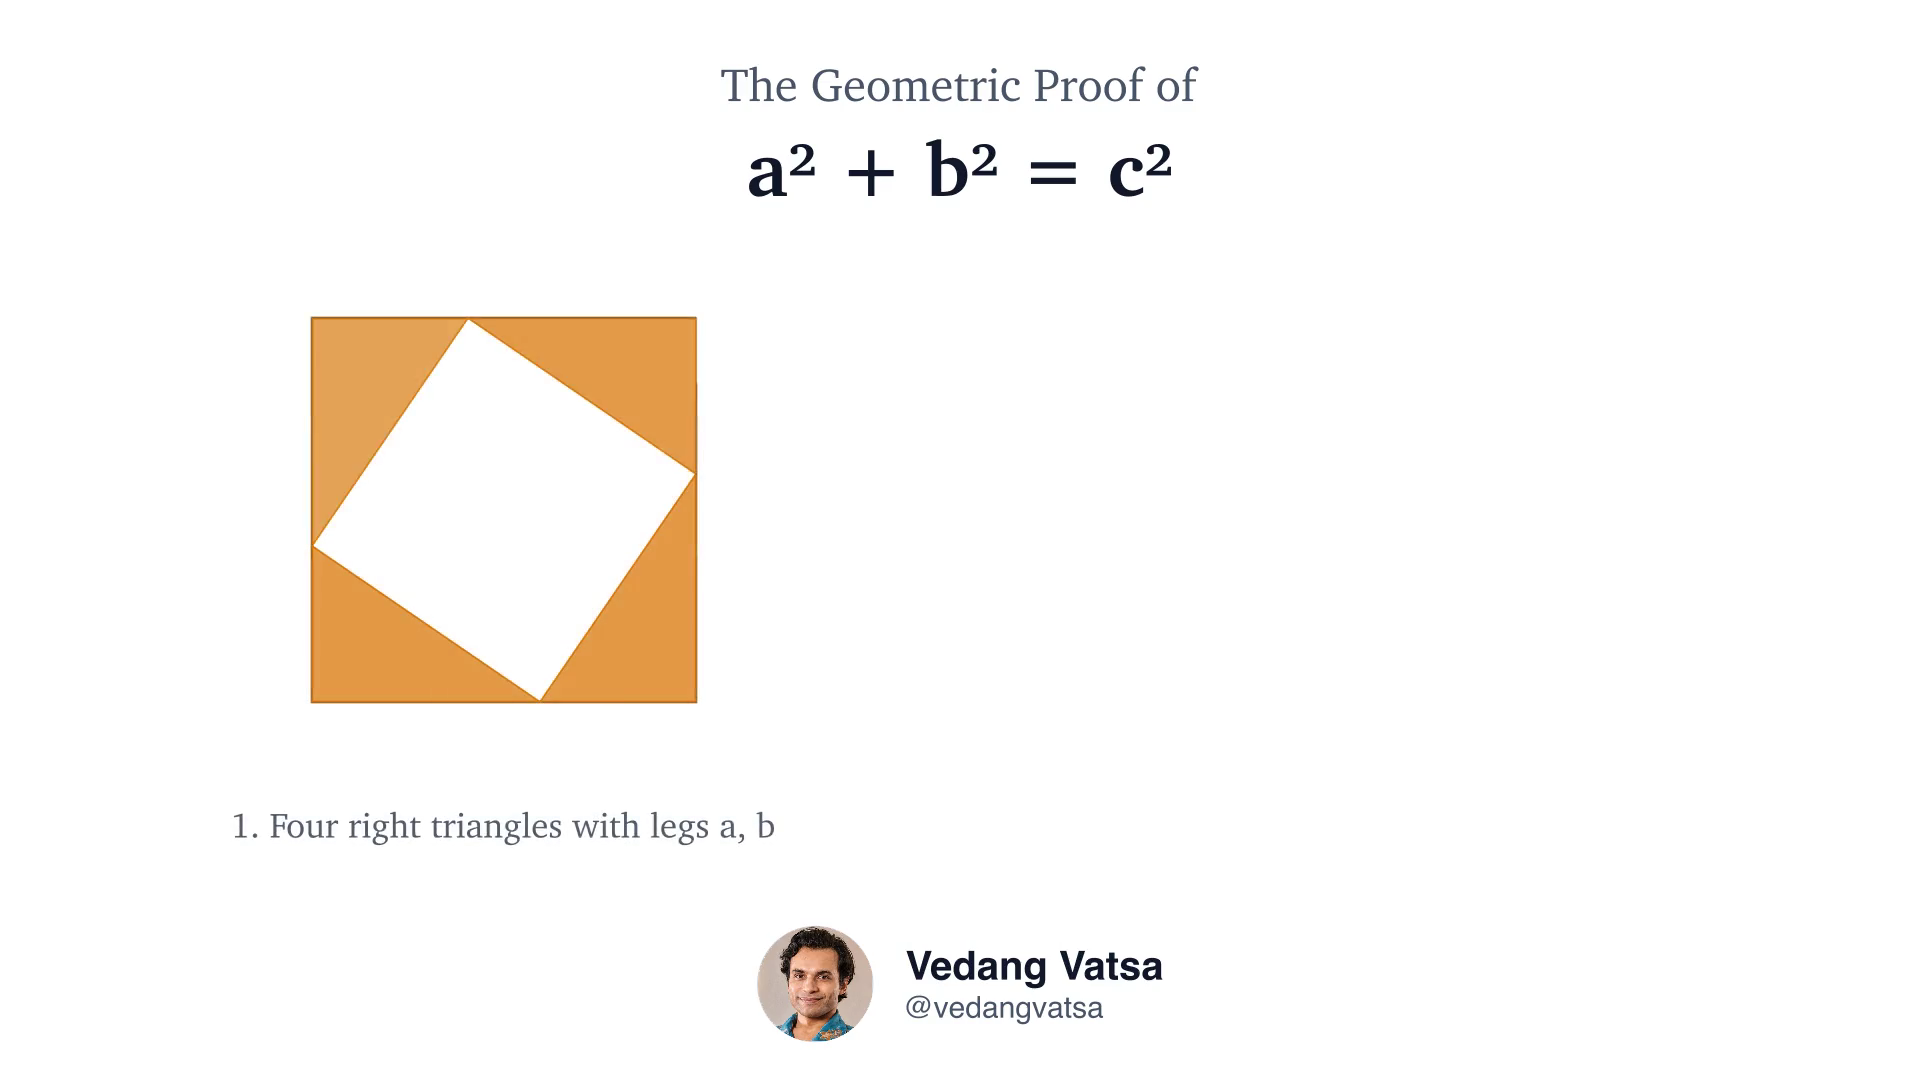 The Geometric Proof of
a² + b² = c²
1. Four right triangles with legs a, b
Vedang Vatsa
@vedangvatsa